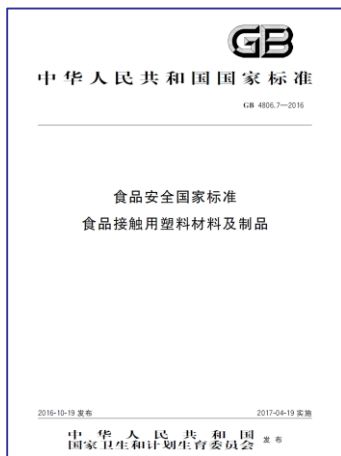 GB
中华人民共和国国家标准
GB 4806.7—2016
食品安全国家标准
食品接触用塑料材料及制品
2016-10-19 发布
2017-04-19 实施
中华人民共和国
国家卫生和计划生育委员会 发布